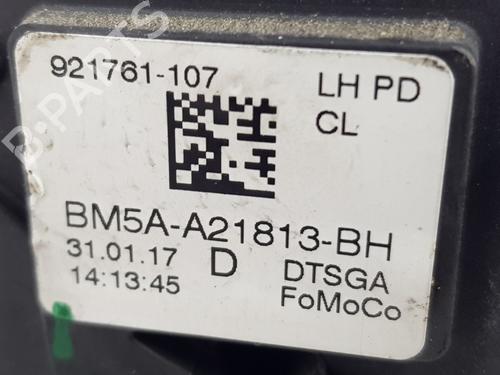 921761-107 LH PD
CL
BM5A-A21813-BH
31.01.17 D DTSGA
14:13:45 FoMoCo
B-PARTS